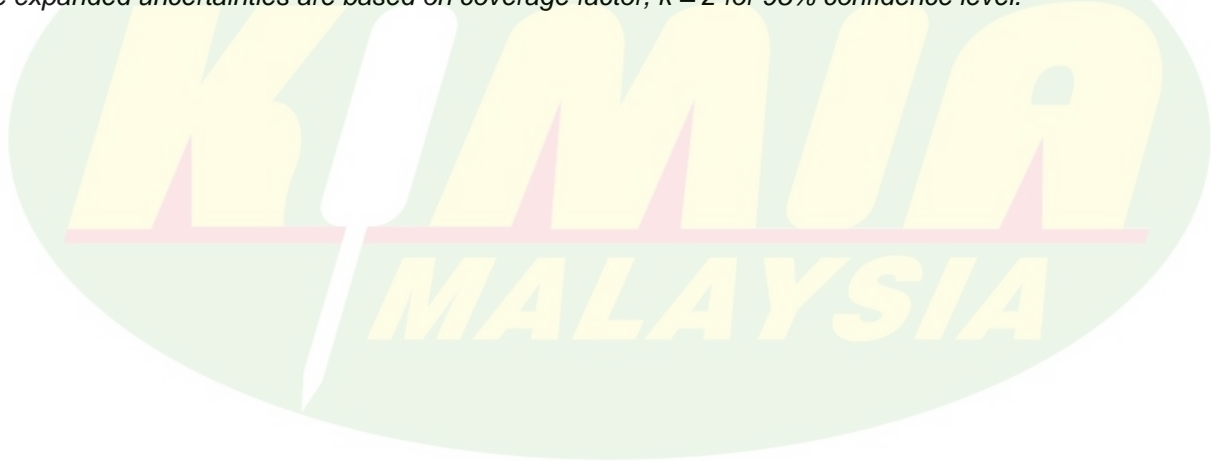 expanded uncertainties are based on coverage factor, k = 2 for 95% confidence level.
KIMIA
MALAYSIA